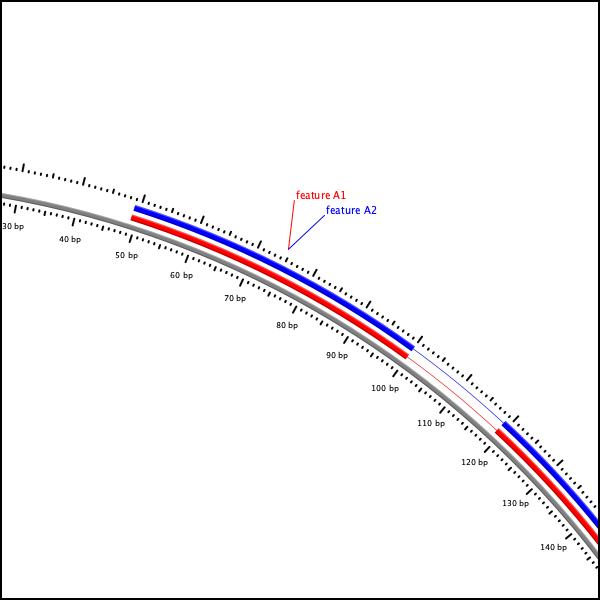 feature A1
feature A2
30 bp
40 bp
50 bp
60 bp
70 bp
80 bp
90 bp
100 bp
110 bp
120 bp
130 bp
140 bp